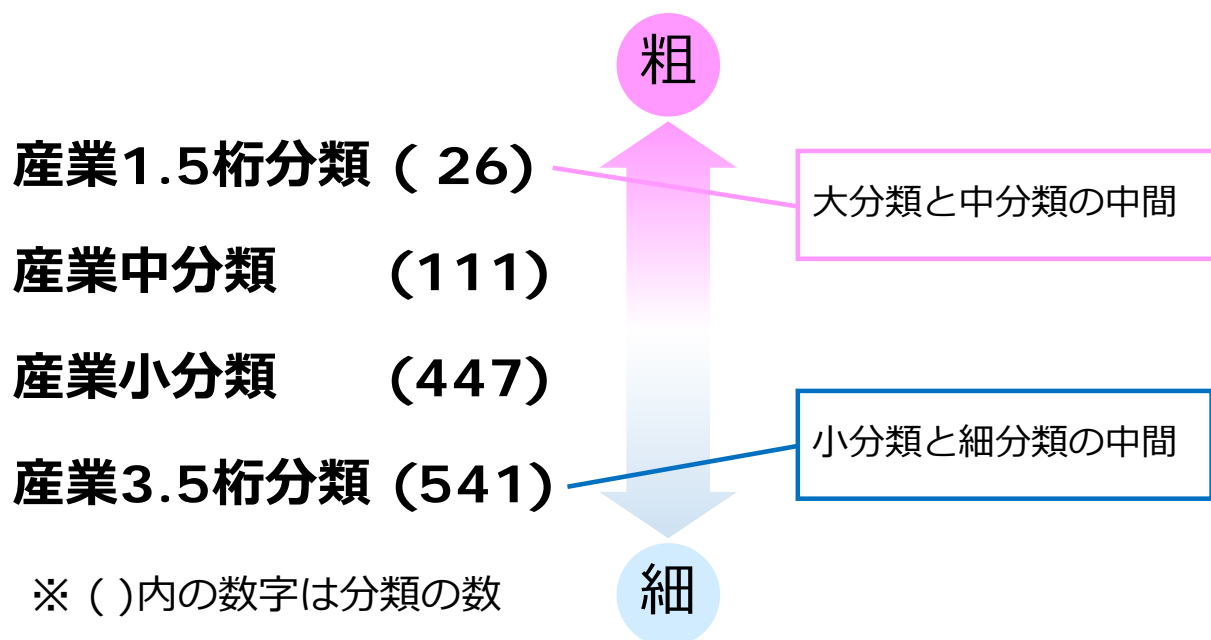 粗
産業1.5桁分類 ( 26)
大分類と中分類の中間
産業中分類 (111)
産業小分類 (447)
小分類と細分類の中間
産業3.5桁分類 (541)
※ ( )内の数字は分類の数
細